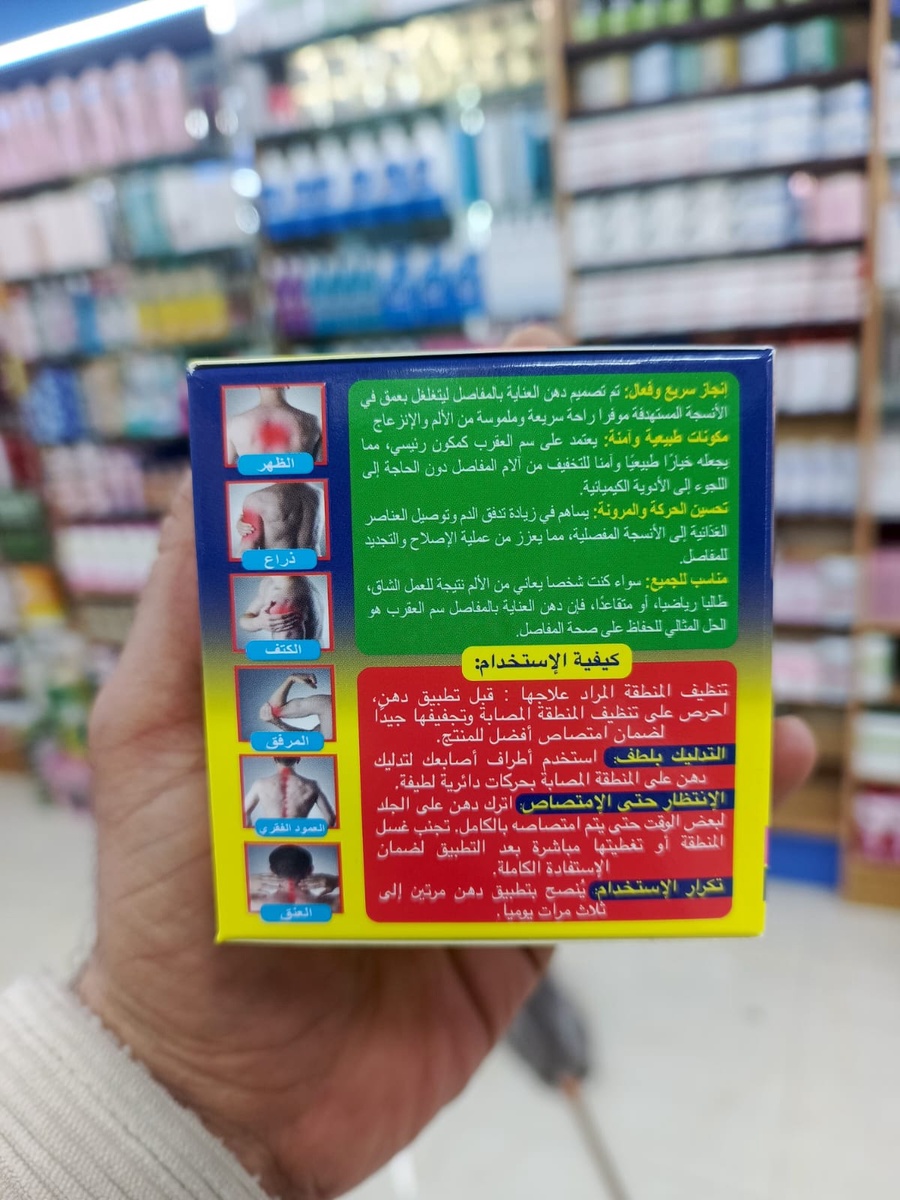 إنجاز سريع وفعال: تم تصميم دهن العناية بالمفاصل ليتغلغل بعمق في
الأنسجة المستهدفة موفرا راحة سريعة وملموسة من الألم والإنزعاج
مكونات طبيعية وآمنة: يعتمد على سم العقرب كمكون رئيسي، مما
يجعله خيارًا طبيعيًا وآمنا للتخفيف من آلام المفاصل دون الحاجة إلى
اللجوء إلى الأدوية الكيميائية.
تحسين الحركة والمرونة: يساهم في زيادة تدفق الدم وتوصيل العناصر
الغذائية إلى الأنسجة المفصلية، مما يعزز من عملية الإصلاح والتجديد
للمفاصل.
مناسب للجميع: سواء كنت شخصا يعاني من الألم نتيجة للعمل الشاق،
طالبا رياضيا، أو متقاعدًا، فإن دهن العناية بالمفاصل سم العقرب هو
الحل المثالي للحفاظ على صحة المفاصل.
كيفية الإستخدام:
تنظيف المنطقة المراد علاجها : قبل تطبيق دهن،
احرص على تنظيف المنطقة المصابة وتجفيفها جيدًا
لضمان امتصاص أفضل للمنتج.
التدليك بلطف: استخدم أطراف أصابعك لتدليك
دهن على المنطقة المصابة بحركات دائرية لطيفة.
الإنتظار حتى الإمتصاص: اترك دهن على الجلد
لبعض الوقت حتى يتم امتصاصه بالكامل. تجنب غسل
المنطقة أو تغطيتها مباشرة بعد التطبيق لضمان
الإستفادة الكاملة.
تكرار الإستخدام: يُنصح بتطبيق دهن مرتين إلى
ثلاث مرات يوميا.
الظهر
ذراع
الكتف
المرفق
العمود الفقري
العنق